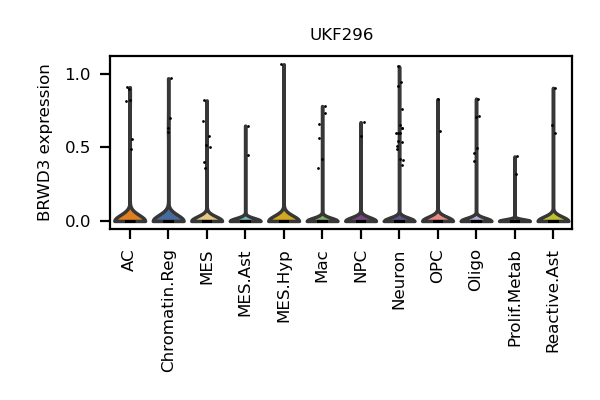 UKF296
BRWD3 expression
1.0
0.5
0.0
AC
Chromatin.Reg
MES
MES.Ast
MES.Hyp
Mac
NPC
Neuron
OPC
Oligo
Prolif.Metab
Reactive.Ast